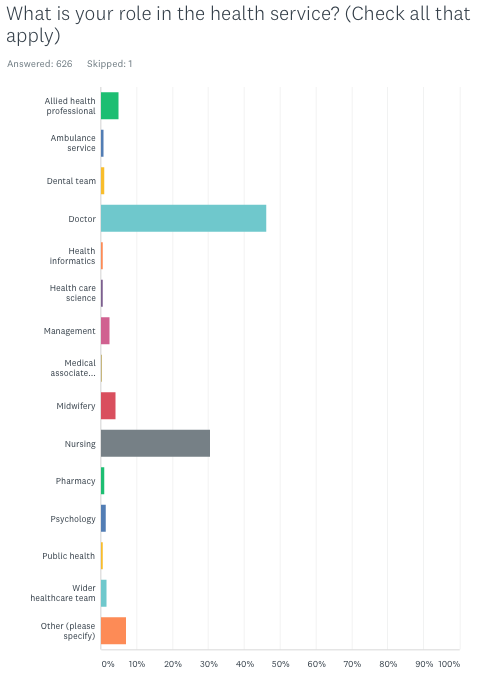 What is your role in the health service? (Check all that
apply)
Answered: 626 Skipped: 1
Allied health
professional
Ambulance
service
Dental team
Doctor
Health
informatics
Health care
science
Management
Medical
associate...
Midwifery
Nursing
Pharmacy
Psychology
Public health
Wider
healthcare team
Other (please
specify)
0% 10% 20% 30% 40% 50% 60% 70% 80% 90% 100%